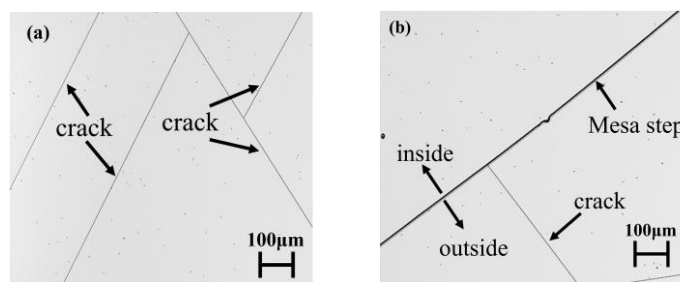 (a)
crack
crack
100μm
(b)
Mesa step
inside
crack
outside
100μm